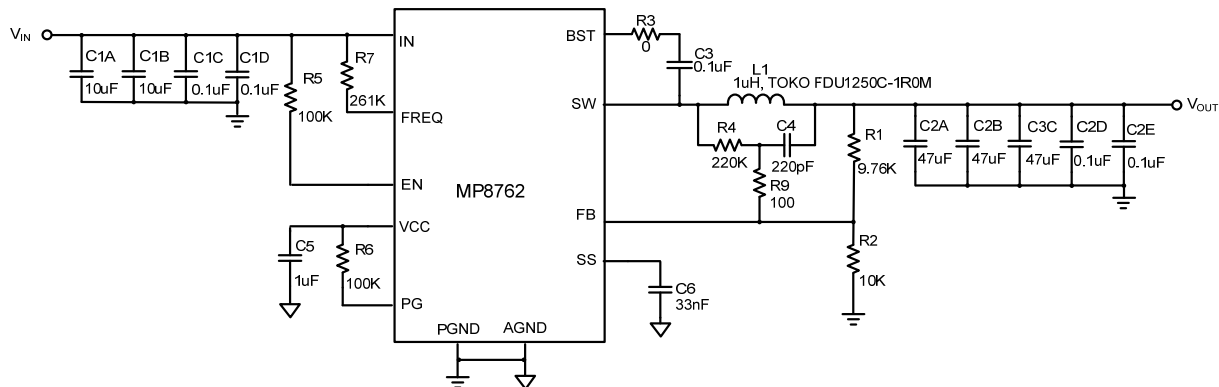 VIN
C1A
10uF
C1B
10uF
C1C
0.1uF
C1D
0.1uF
R5
100K
R7
261K
IN
FREQ
EN
VCC
PG
C5
1uF
R6
100K
MP8762
PGND
AGND
BST
SW
FB
SS
R3
0
C3
0.1uF
L1
1uH, TOKO FDU1250C-1R0M
R4
220K
C4
220pF
R9
100
R1
9.76K
R2
10K
C6
33nF
C2A
47uF
C2B
47uF
C3C
47uF
C2D
0.1uF
C2E
0.1uF
VOUT